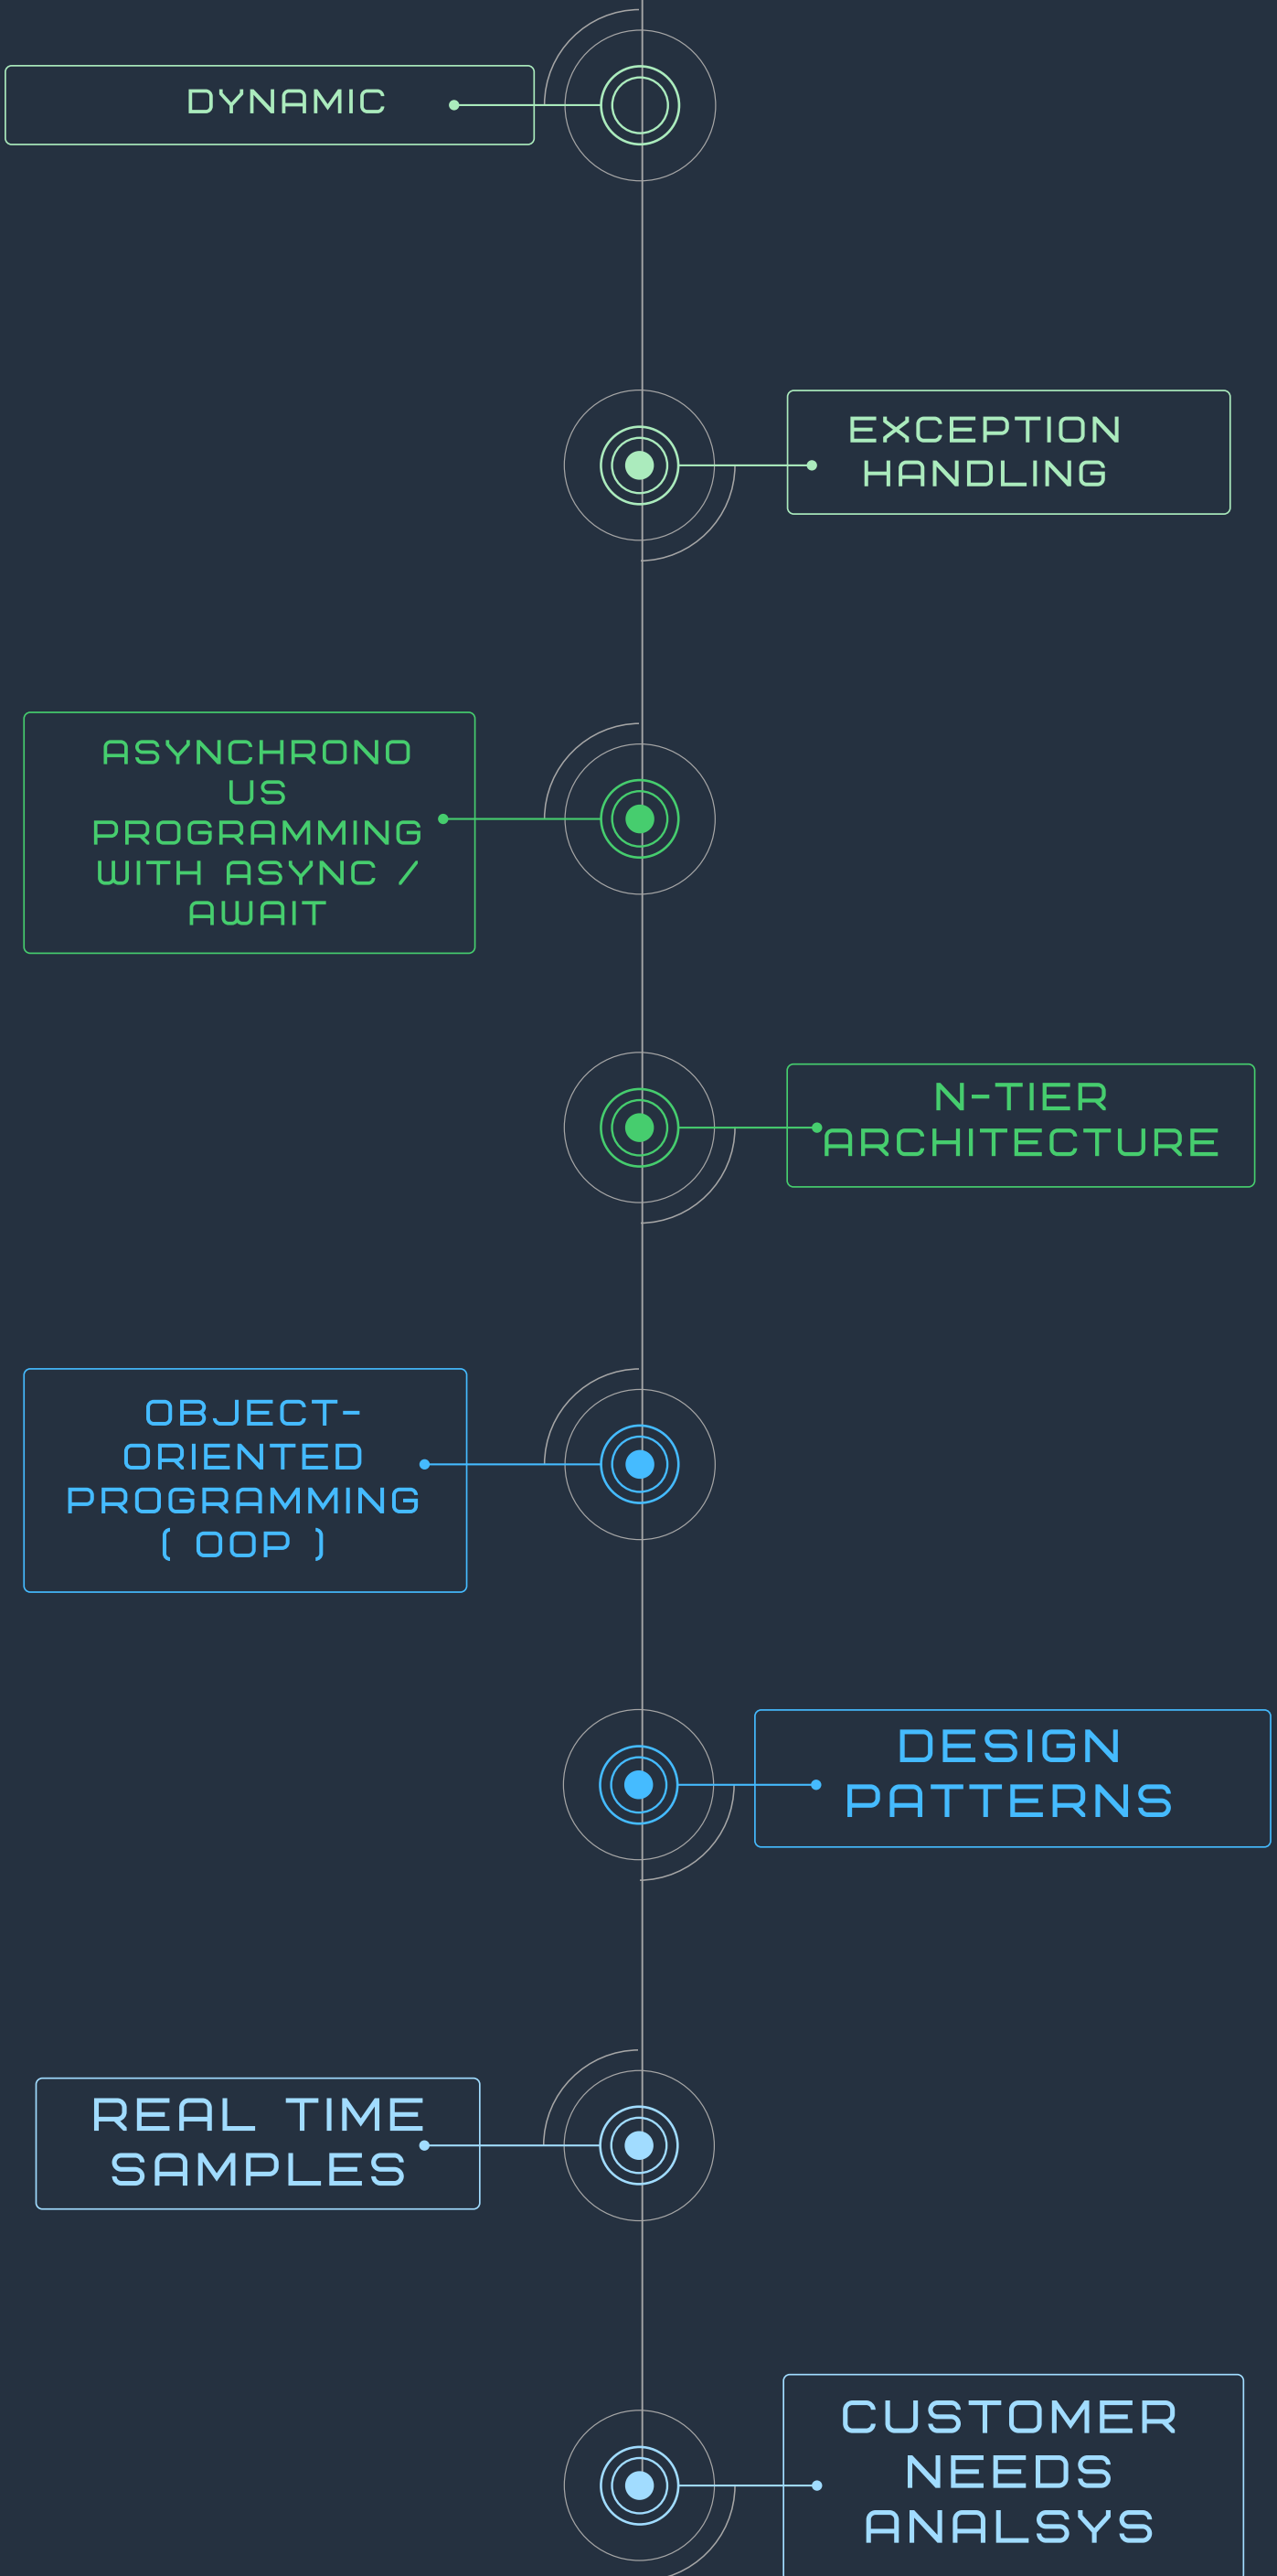 DYNAMIC
EXCEPTION
HANDLING
ASYNCHRONO
US
PROGRAMMING
WITH ASYNC /
AWAIT
N-TIER
ARCHITECTURE
OBJECT-
ORIENTED
PROGRAMMING
( OOP )
DESIGN
PATTERNS
REAL TIME
SAMPLES
CUSTOMER
NEEDS
ANALSYS